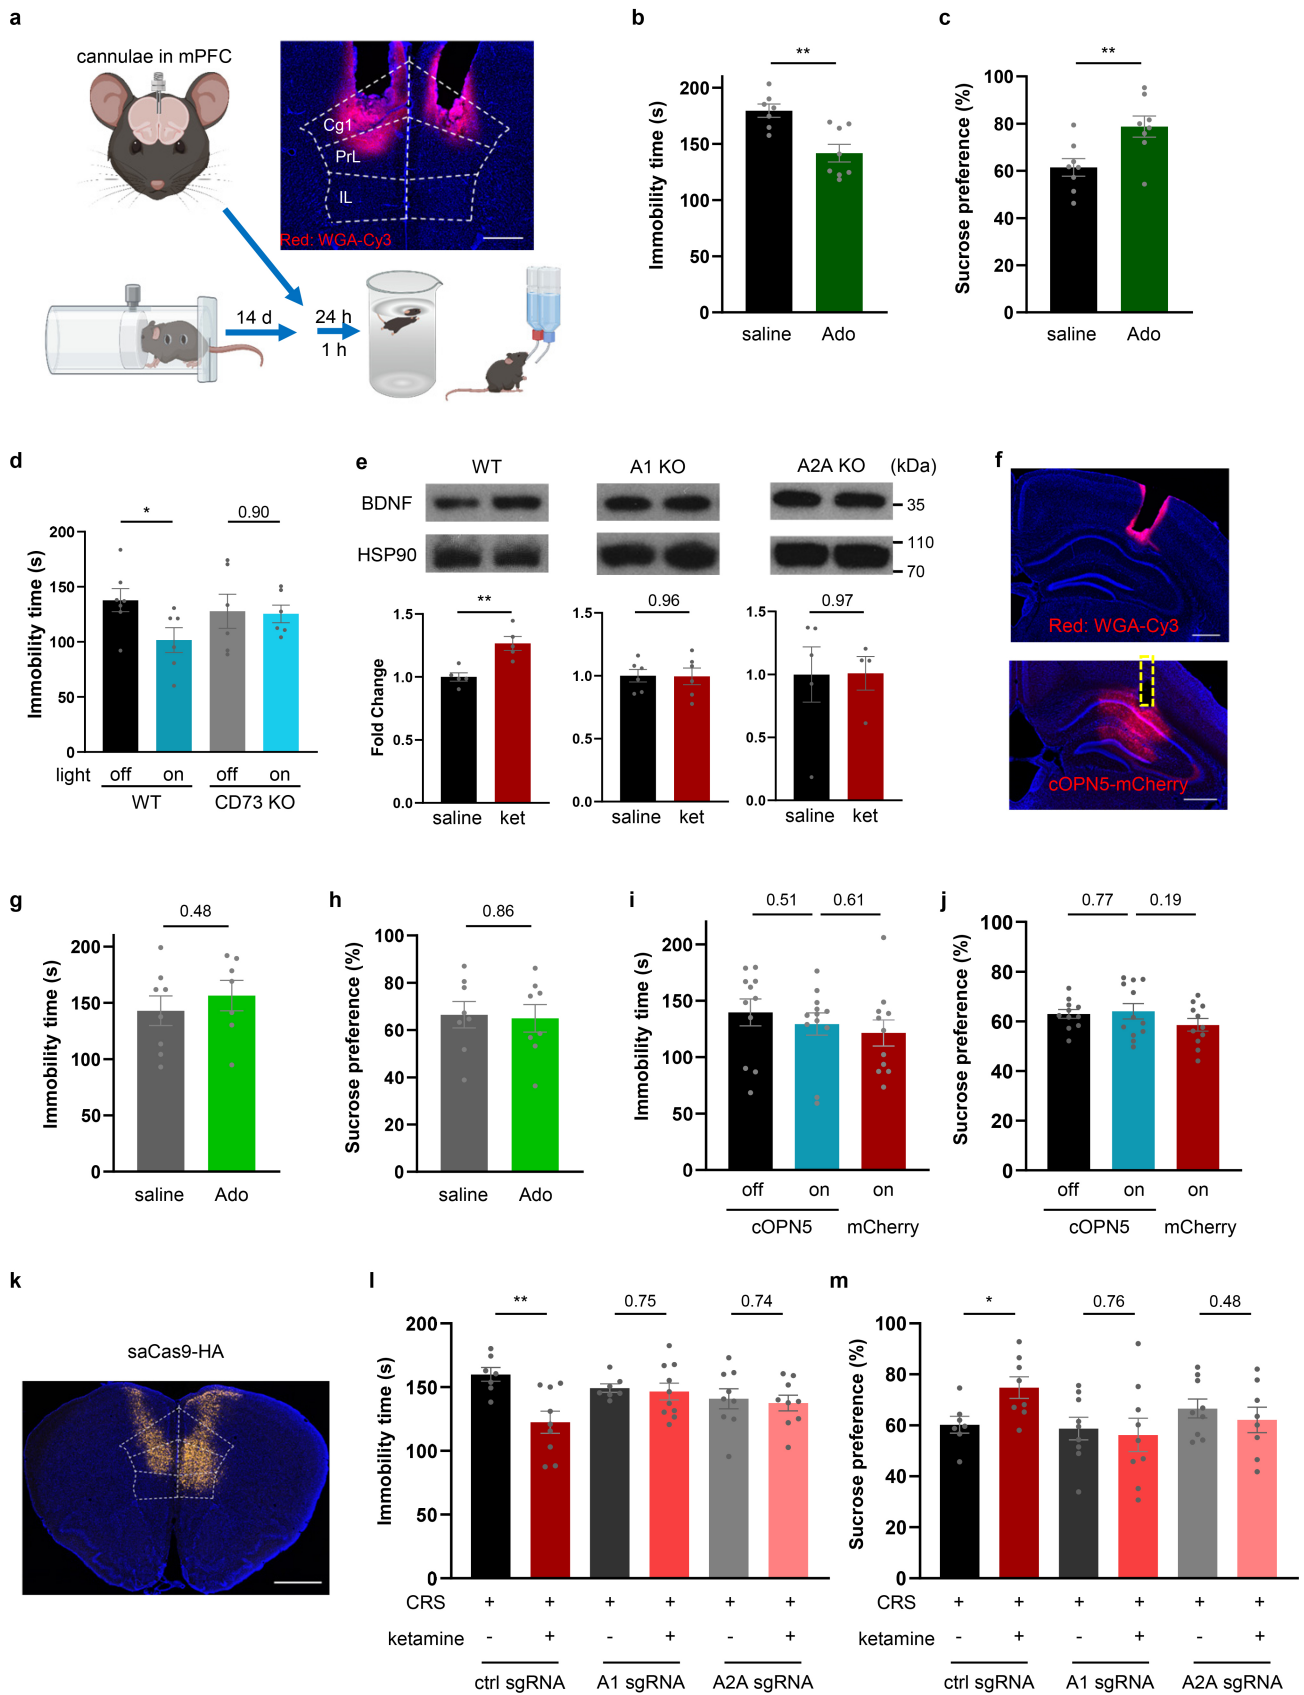 a
cannulae in mPFC
Cg1
PrL
IL
Red: WGA-Cy3
14 d
24 h
1 h
b
**
Immobility time (s)
200
150
100
50
0
saline Ado
c
**
Sucrose preference (%)
100
80
60
40
20
0
saline Ado
d
* 0.90
Immobility time (s)
200
150
100
50
0
light off on off on
WT CD73 KO
e
WT A1 KO A2A KO (kDa)
BDNF
35
HSP90
110
70
**
Fold Change
1.5
1.0
0.5
0.0
saline ket
0.96
1.5
1.0
0.5
0.0
saline ket
0.97
1.5
1.0
0.5
0.0
saline ket
f
Red: WGA-Cy3
cOPN5-mCherry
g
0.48
Immobility time (s)
200
150
100
50
0
saline Ado
h
0.86
Sucrose preference (%)
100
80
60
40
20
0
saline Ado
i
0.51 0.61
Immobility time (s)
200
150
100
50
0
off on on
cOPN5 mCherry
j
0.77 0.19
Sucrose preference (%)
100
80
60
40
20
0
off on on
cOPN5 mCherry
k
saCas9-HA
l
** 0.75 0.74
Immobility time (s)
200
150
100
50
0
CRS + + + + + +
ketamine - + - + - +
ctrl sgRNA A1 sgRNA A2A sgRNA
m
* 0.76 0.48
Sucrose preference (%)
100
80
60
40
20
0
CRS + + + + + +
ketamine - + - + - +
ctrl sgRNA A1 sgRNA A2A sgRNA